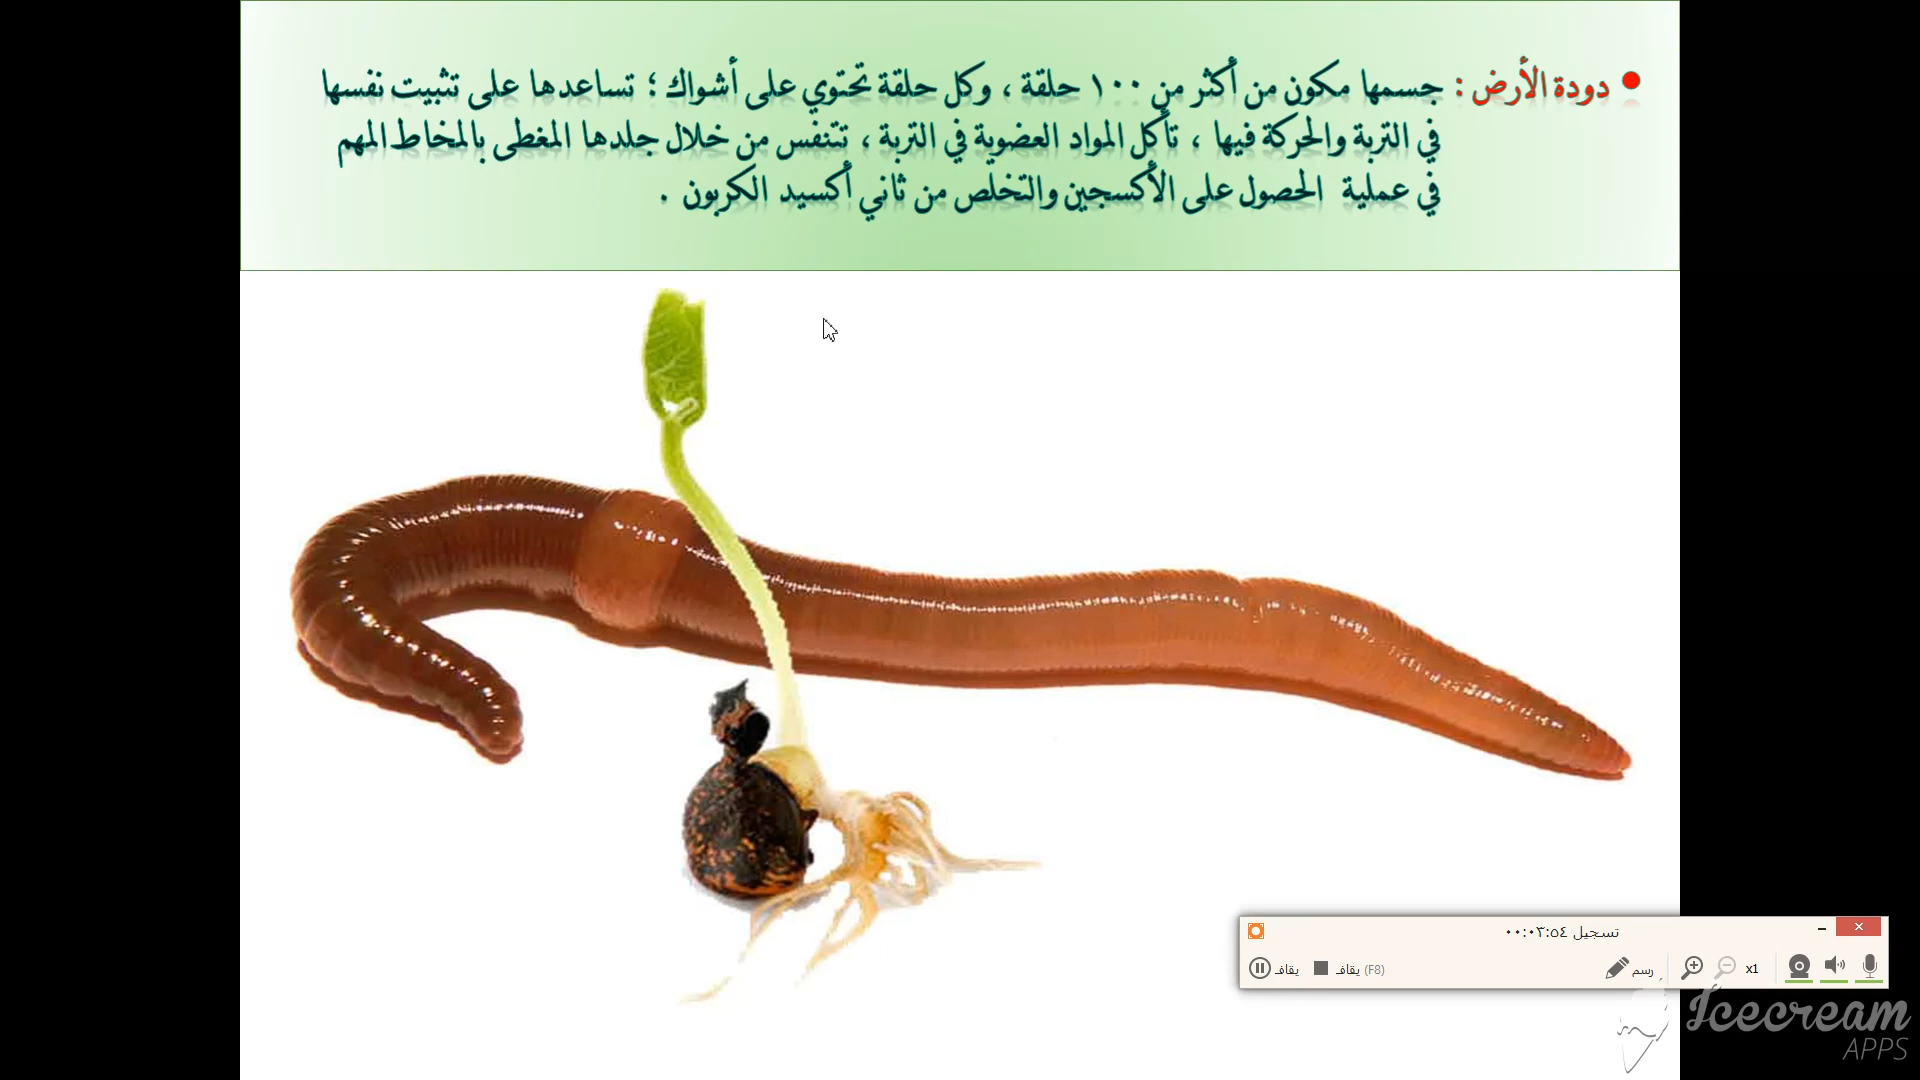 • دودة الأرض : جسمها مكون من أكثر من ١٠٠ حلقة ، وكل حلقة تحتوي على أشواك ؛ تساعدها على تثبيت نفسها
في التربة والحركة فيها ، تأكل المواد العضوية في التربة ، تتنفس من خلال جلدها المغطى بالمخاط المهم
في عملية الحصول على الأكسجين والتخلص من ثاني أكسيد الكربون .
تسجيل ٠٠:٠٣:٥٤
يقاف يقاف (F8) رسم x1
Icecream
APPS